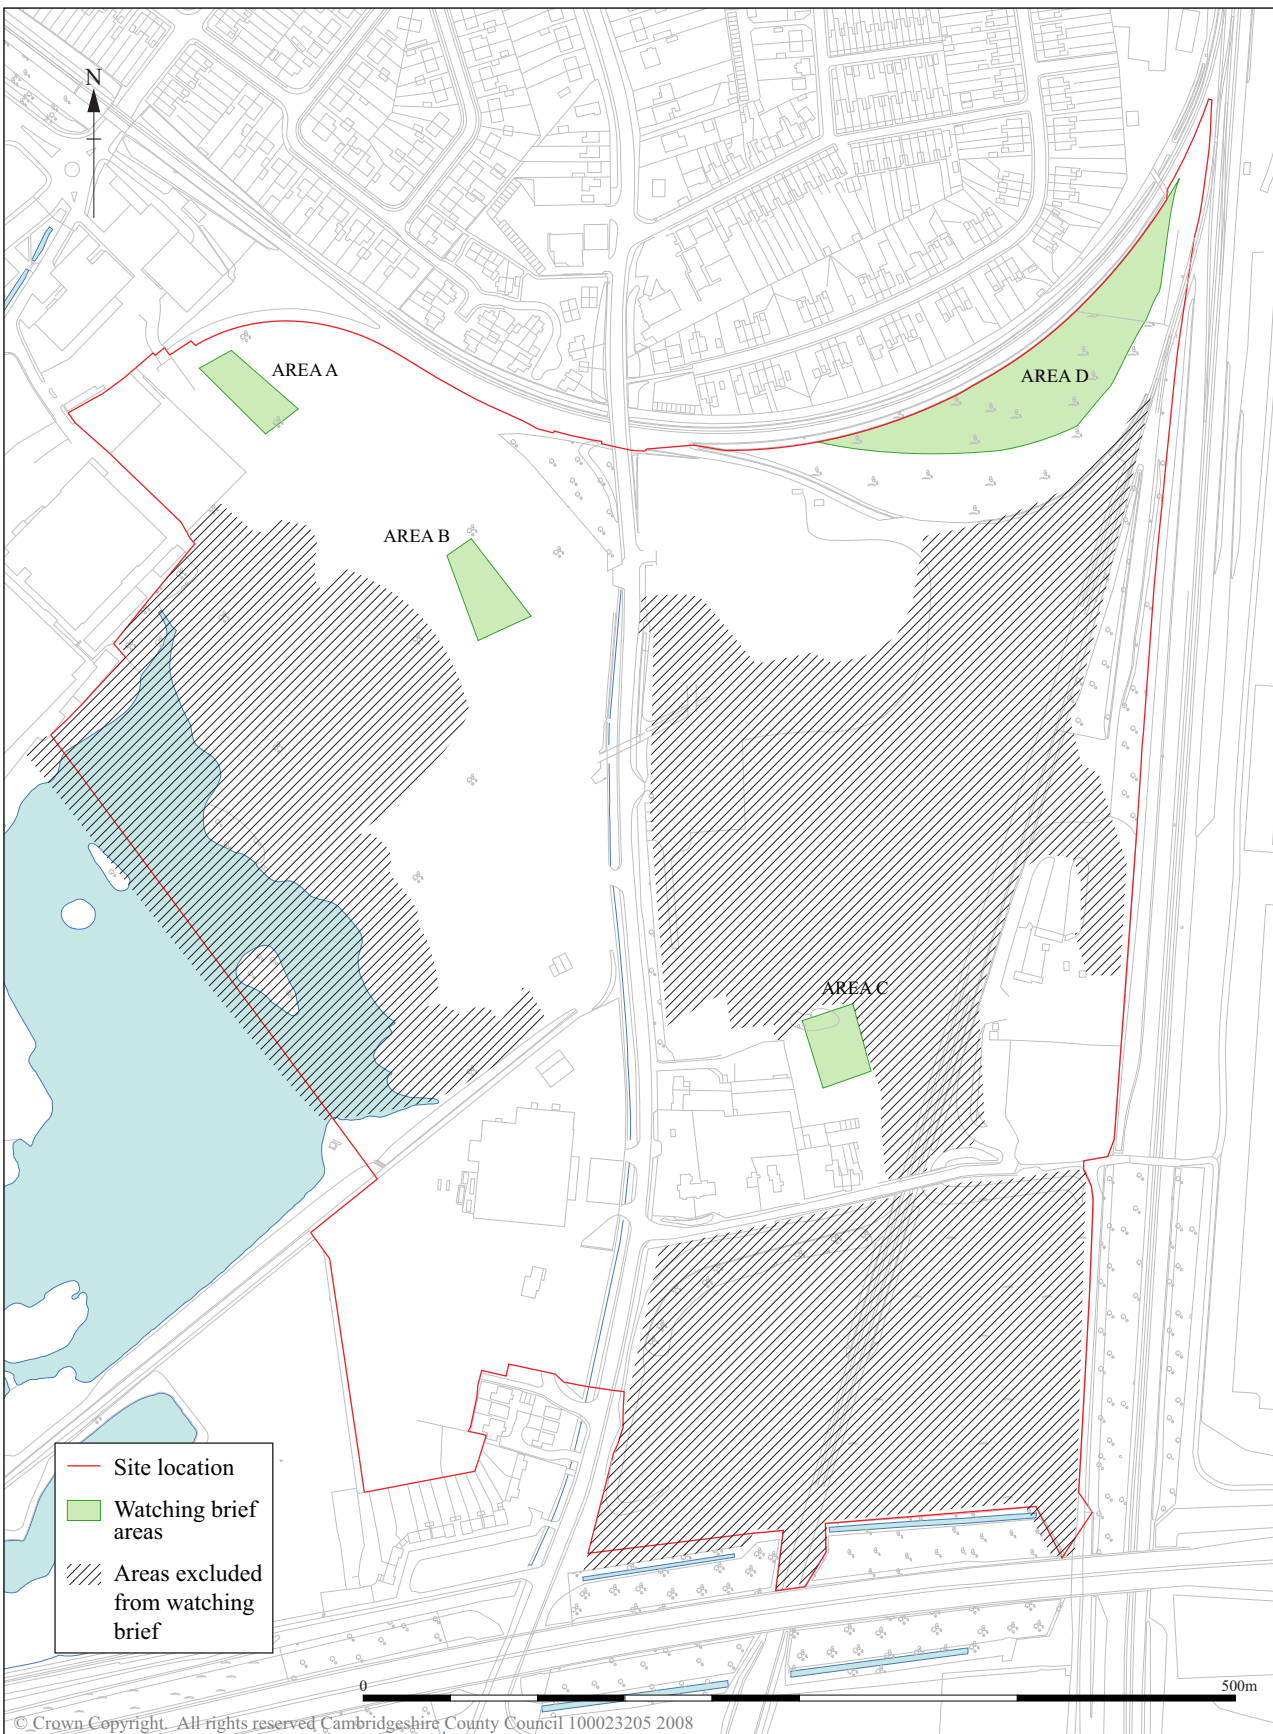 N
AREA A
AREA D
AREA B
AREA C
Site location
Watching brief
areas
Areas excluded
from watching
brief
0
500m
© Crown Copyright. All rights reserved Cambridgeshire County Council 100023205 2008